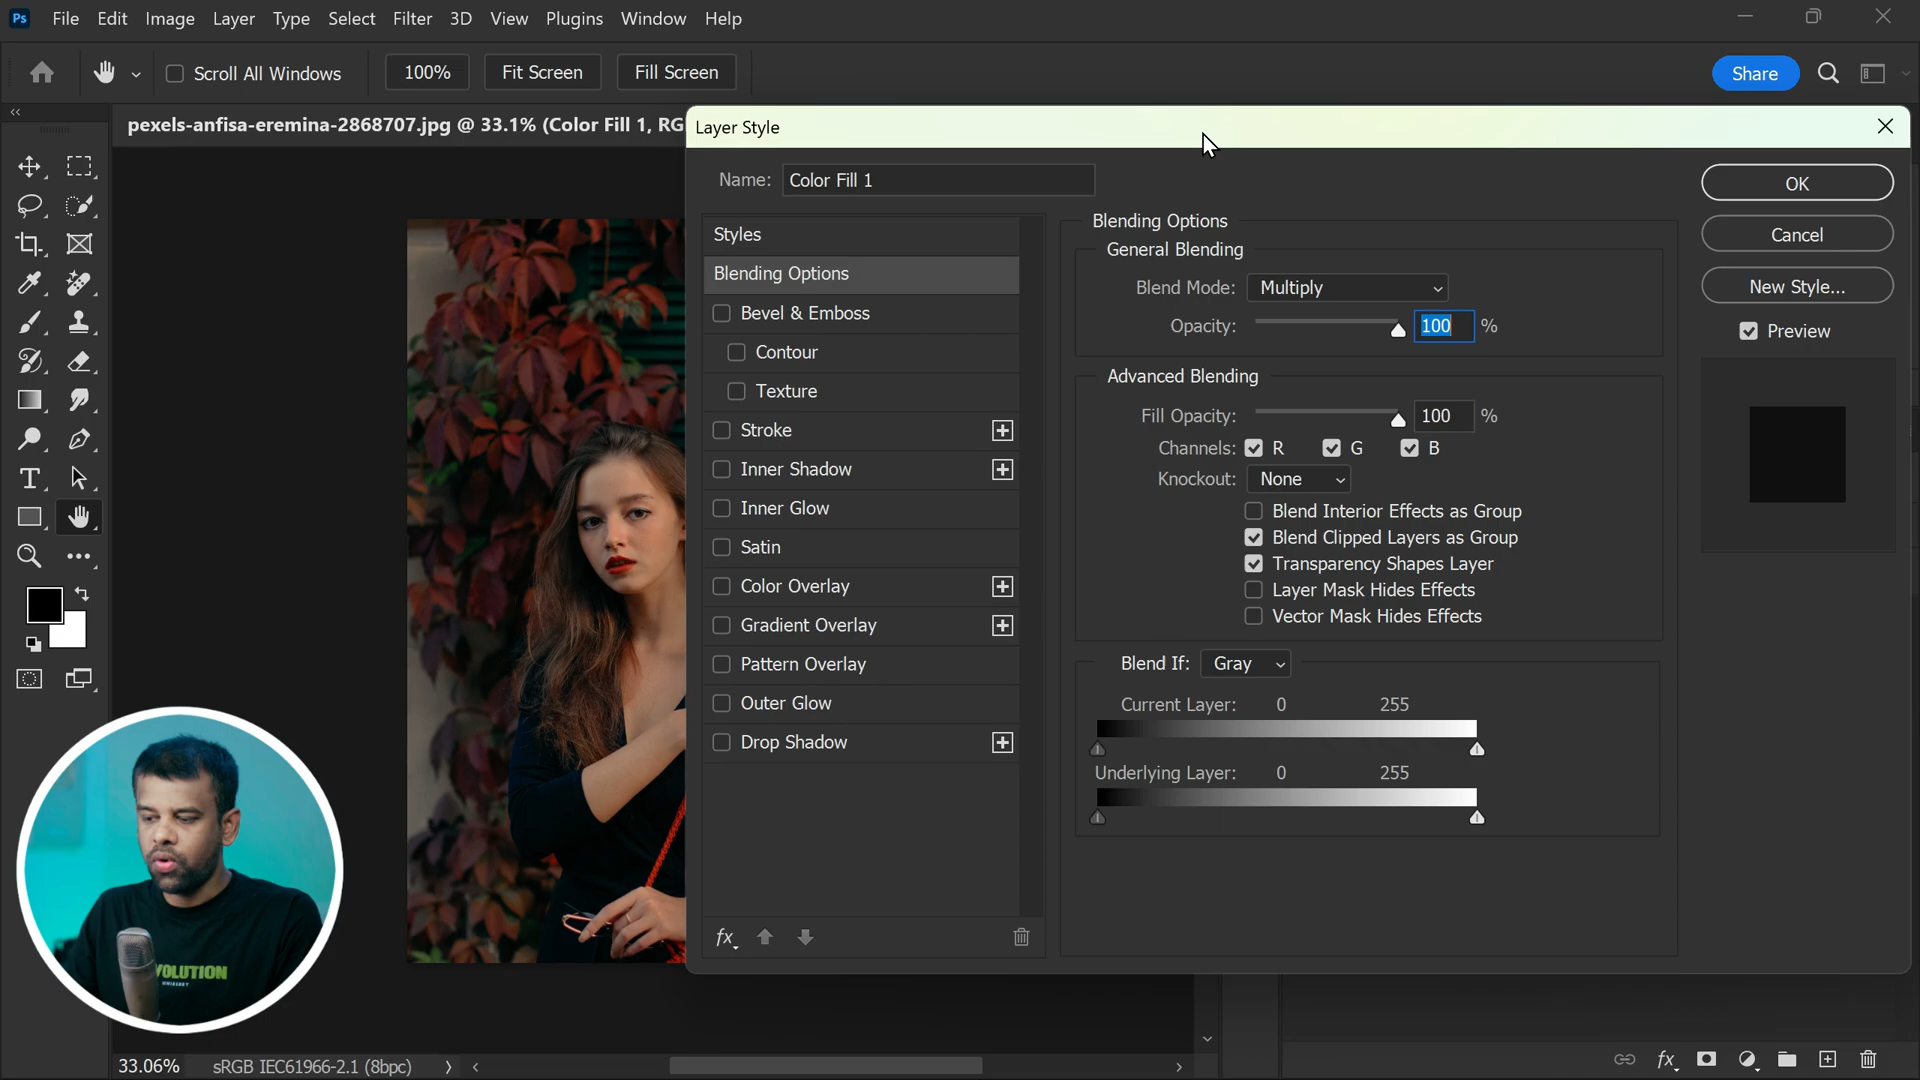 Ps File Edit Image Layer Type Select Filter 3D View Plugins Window Help
Scroll All Windows 100% Fit Screen Fill Screen Share
pexels-anfisa-eremina-2868707.jpg @ 33.1% (Color Fill 1, RG
Layer Style
Name: Color Fill 1
OK
Cancel
New Style...
Preview
Styles
Blending Options
Bevel & Emboss
Contour
Texture
Stroke
Inner Shadow
Inner Glow
Satin
Color Overlay
Gradient Overlay
Pattern Overlay
Outer Glow
Drop Shadow
fx
Blending Options
General Blending
Blend Mode: Multiply
Opacity: 100 %
Advanced Blending
Fill Opacity: 100 %
Channels: R G B
Knockout: None
Blend Interior Effects as Group
Blend Clipped Layers as Group
Transparency Shapes Layer
Layer Mask Hides Effects
Vector Mask Hides Effects
Blend If: Gray
Current Layer: 0 255
Underlying Layer: 0 255
T
VOLUTION
33.06% sRGB IEC61966-2.1 (8bpc)
fx